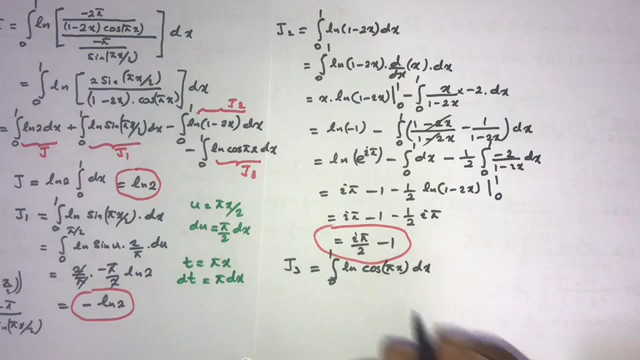 I = ∫₀¹ ln [ (-2π / (1-2x) cos(πx)) / (-π / sin(πx/2)) ] dx
= ∫₀¹ ln [ 2 sin(πx/2) / (1-2x). cos(πx) ] dx
= ∫₀¹ ln2 dx + ∫₀¹ ln sin(πx/2) dx - ∫₀¹ ln(1-2x) dx
- ∫₀¹ ln cos πx dx
J J₁ J₂ J₃
J = ln2 ∫₀¹ dx = ln2
J₁ = ∫₀¹ ln sin(πx/2). dx
= ∫₀^(π/2) ln sin u. 2/π. du
= 2/π . -π/2 ln2
= - ln2
u = πx/2
du = π/2 dx
t = πx
dt = π dx
sin(πx/2)
J₂ = ∫₀¹ ln(1-2x) dx
= ∫₀¹ ln(1-2x). d/dx (x). dx
= x. ln(1-2x) |₀¹ - ∫₀¹ x/(1-2x) x -2. dx
= ln(-1) - ∫₀¹ ( (1-2x)/(1-2x) - 1/(1-2x) ) dx
= ln(e^(iπ)) - ∫₀¹ dx - 1/2 ∫₀¹ -2/(1-2x) dx
= iπ - 1 - 1/2 ln(1-2x) |₀¹
= iπ - 1 - 1/2 iπ
= iπ/2 - 1
J₃ = ∫₀¹ ln cos(πx) dx